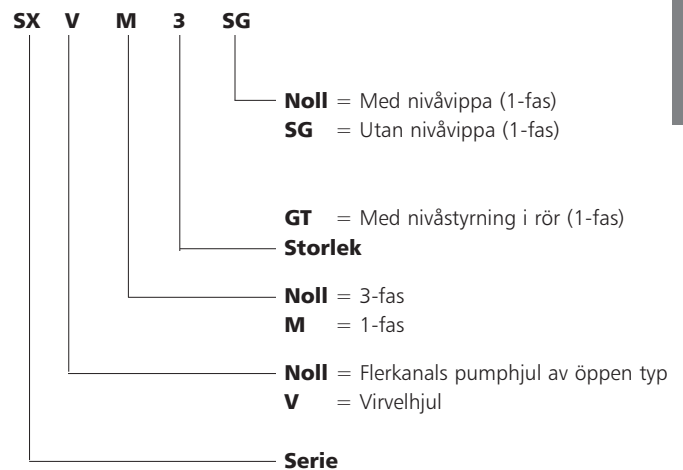 SX V M 3 SG
Noll = Med nivåvippa (1-fas)
SG = Utan nivåvippa (1-fas)
GT = Med nivåstyrning i rör (1-fas)
Storlek
Noll = 3-fas
M = 1-fas
Noll = Flerkanals pumphjul av öppen typ
V = Virvelhjul
Serie